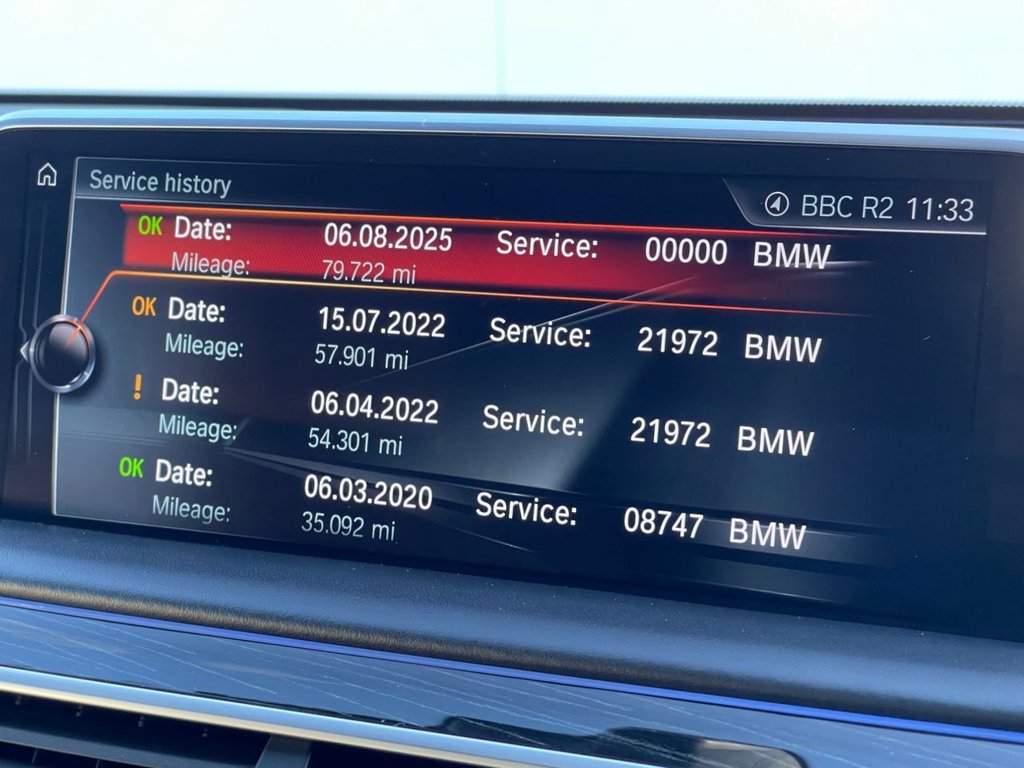 Service history
BBC R2 11:33
OK Date: 06.08.2025 Service: 00000 BMW
Mileage: 79.722 mi
OK Date: 15.07.2022 Service: 21972 BMW
Mileage: 57.901 mi
! Date: 06.04.2022 Service: 21972 BMW
Mileage: 54.301 mi
OK Date: 06.03.2020 Service: 08747 BMW
Mileage: 35.092 mi